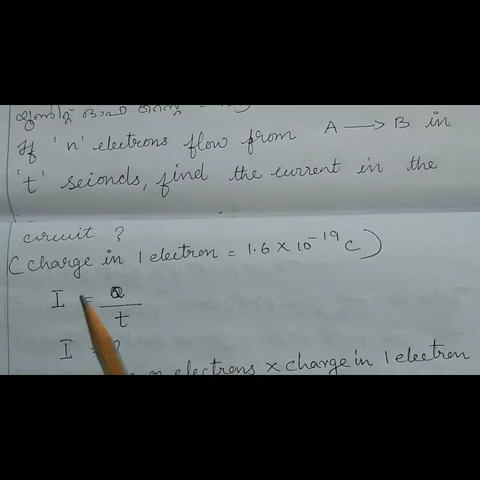 If 'n' electrons flow from A → B in
't' seconds, find the current in the
circuit ?
(charge in 1 electron = 1.6 × 10⁻¹⁹ C)
I = Q
t
I = ?
electrons × charge in 1 electron